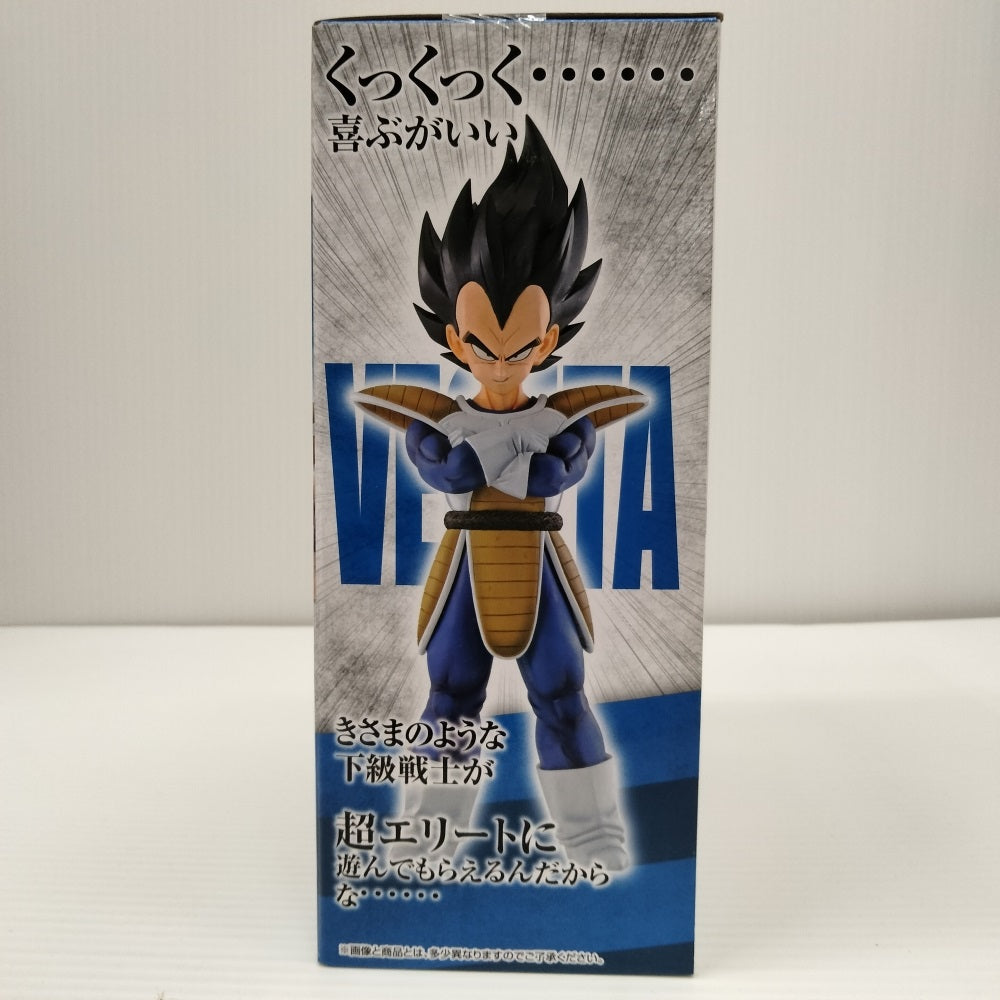 くっくっく・・・・・・
喜ぶがいい
VEGETA
きさまのような
下級戦士が
超エリートに
遊んでもらえるんだから
な・・・・・・
※画像と商品とは、多少異なりますのでご了承ください。